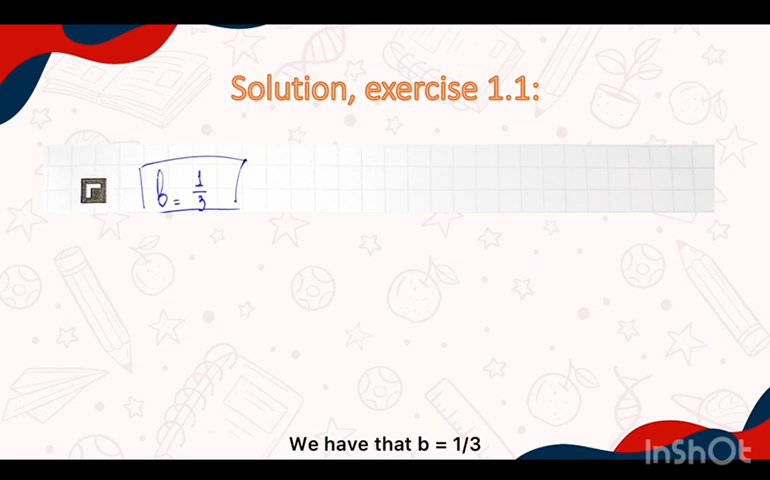 Solution, exercise 1.1:
b = 1/3
We have that b = 1/3
InShOt